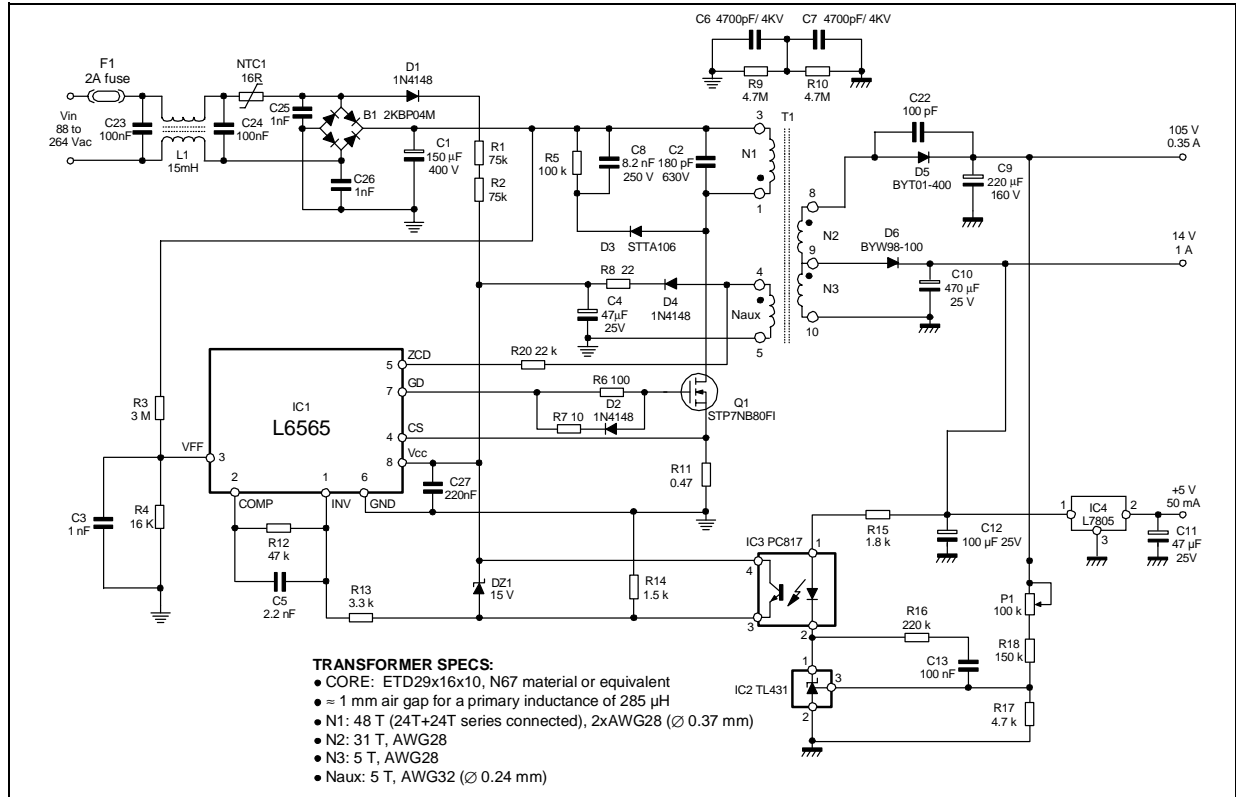 C6 4700pF/ 4KV
C7 4700pF/ 4KV
R9
4.7M
R10
4.7M
F1
2A fuse
NTC1
16R
D1
1N4148
Vin
88 to
264 Vac
C23
100nF
L1
15mH
C24
100nF
C25
1nF
B1
2KBP04M
C26
1nF
C1
150 µF
400 V
R1
75k
R2
75k
R5
100 k
C8
8.2 nF
250 V
C2
180 pF
630V
3
T1
N1
1
D3 STTA106
C22
100 pF
D5
BYT01-400
105 V
0.35 A
C9
220 µF
160 V
8
N2
9
N3
10
D6
BYW98-100
14 V
1 A
C10
470 µF
25 V
R8 22
D4
1N4148
C4
47µF
25V
4
Naux
5
R20 22 k
5 ZCD
7 GD
IC1
L6565
4 CS
8 Vcc
3
VFF
2
COMP
1
INV
6
GND
R6 100
D2
1N4148
R7 10
Q1
STP7NB80FI
R11
0.47
R3
3 M
C3
1 nF
R4
16 K
C27
220nF
R12
47 k
C5
2.2 nF
R13
3.3 k
DZ1
15 V
R14
1.5 k
IC3 PC817
1
4
3
2
R15
1.8 k
C12
100 µF 25V
1
IC4
L7805
2
3
+5 V
50 mA
C11
47 µF
25V
P1
100 k
R16
220 k
C13
100 nF
R18
150 k
R17
4.7 k
1
3
IC2 TL431
2
TRANSFORMER SPECS:
• CORE: ETD29x16x10, N67 material or equivalent
• ≈ 1 mm air gap for a primary inductance of 285 µH
• N1: 48 T (24T+24T series connected), 2xAWG28 (∅ 0.37 mm)
• N2: 31 T, AWG28
• N3: 5 T, AWG28
• Naux: 5 T, AWG32 (∅ 0.24 mm)